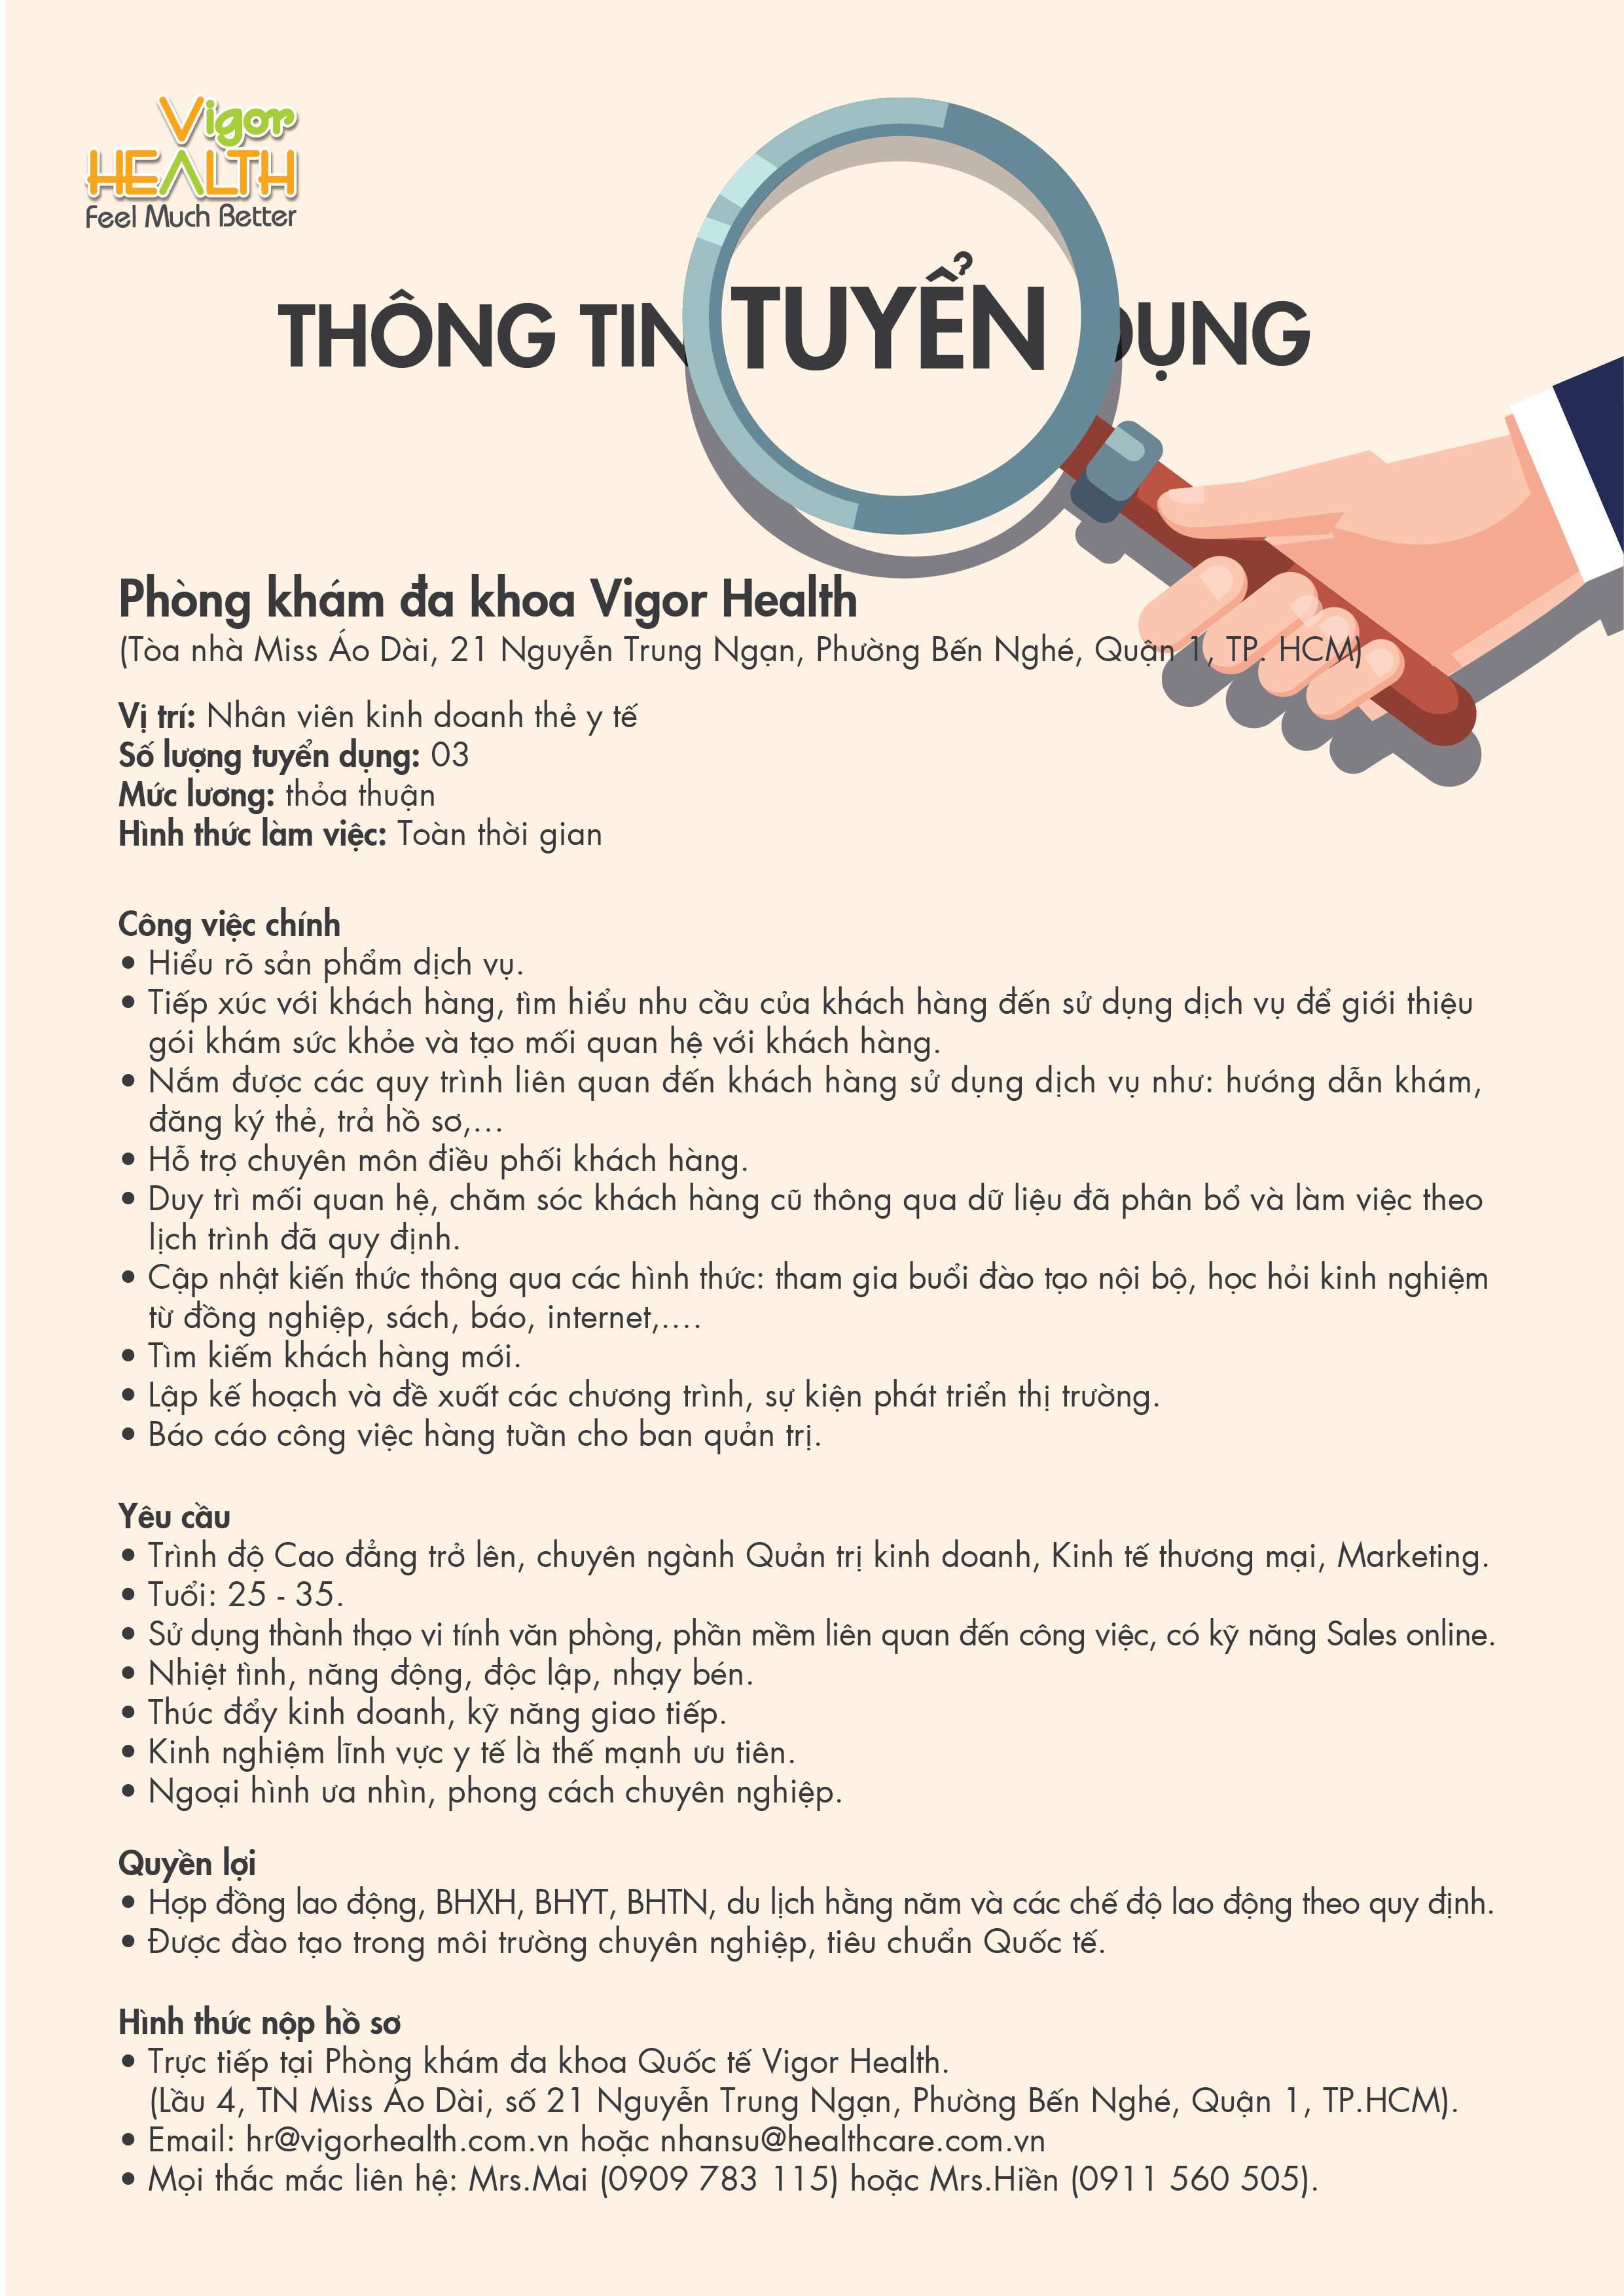 Vigor
HEALTH
Feel Much Better
THÔNG TIN TUYỂN DỤNG
Phòng khám đa khoa Vigor Health
(Tòa nhà Miss Áo Dài, 21 Nguyễn Trung Ngạn, Phường Bến Nghé, Quận 1, TP. HCM)
Vị trí: Nhân viên kinh doanh thẻ y tế
Số lượng tuyển dụng: 03
Mức lương: thỏa thuận
Hình thức làm việc: Toàn thời gian
Công việc chính
• Hiểu rõ sản phẩm dịch vụ.
• Tiếp xúc với khách hàng, tìm hiểu nhu cầu của khách hàng đến sử dụng dịch vụ để giới thiệu
gói khám sức khỏe và tạo mối quan hệ với khách hàng.
• Nắm được các quy trình liên quan đến khách hàng sử dụng dịch vụ như: hướng dẫn khám,
đăng ký thẻ, trả hồ sơ,...
• Hỗ trợ chuyên môn điều phối khách hàng.
• Duy trì mối quan hệ, chăm sóc khách hàng cũ thông qua dữ liệu đã phân bổ và làm việc theo
lịch trình đã quy định.
• Cập nhật kiến thức thông qua các hình thức: tham gia buổi đào tạo nội bộ, học hỏi kinh nghiệm
từ đồng nghiệp, sách, báo, internet,....
• Tìm kiếm khách hàng mới.
• Lập kế hoạch và đề xuất các chương trình, sự kiện phát triển thị trường.
• Báo cáo công việc hàng tuần cho ban quản trị.
Yêu cầu
• Trình độ Cao đẳng trở lên, chuyên ngành Quản trị kinh doanh, Kinh tế thương mại, Marketing.
• Tuổi: 25 - 35.
• Sử dụng thành thạo vi tính văn phòng, phần mềm liên quan đến công việc, có kỹ năng Sales online.
• Nhiệt tình, năng động, độc lập, nhạy bén.
• Thúc đẩy kinh doanh, kỹ năng giao tiếp.
• Kinh nghiệm lĩnh vực y tế là thế mạnh ưu tiên.
• Ngoại hình ưa nhìn, phong cách chuyên nghiệp.
Quyền lợi
• Hợp đồng lao động, BHXH, BHYT, BHTN, du lịch hằng năm và các chế độ lao động theo quy định.
• Được đào tạo trong môi trường chuyên nghiệp, tiêu chuẩn Quốc tế.
Hình thức nộp hồ sơ
• Trực tiếp tại Phòng khám đa khoa Quốc tế Vigor Health.
(Lầu 4, TN Miss Áo Dài, số 21 Nguyễn Trung Ngạn, Phường Bến Nghé, Quận 1, TP.HCM).
• Email: hr@vigorhealth.com.vn hoặc nhansu@healthcare.com.vn
• Mọi thắc mắc liên hệ: Mrs.Mai (0909 783 115) hoặc Mrs.Hiền (0911 560 505).